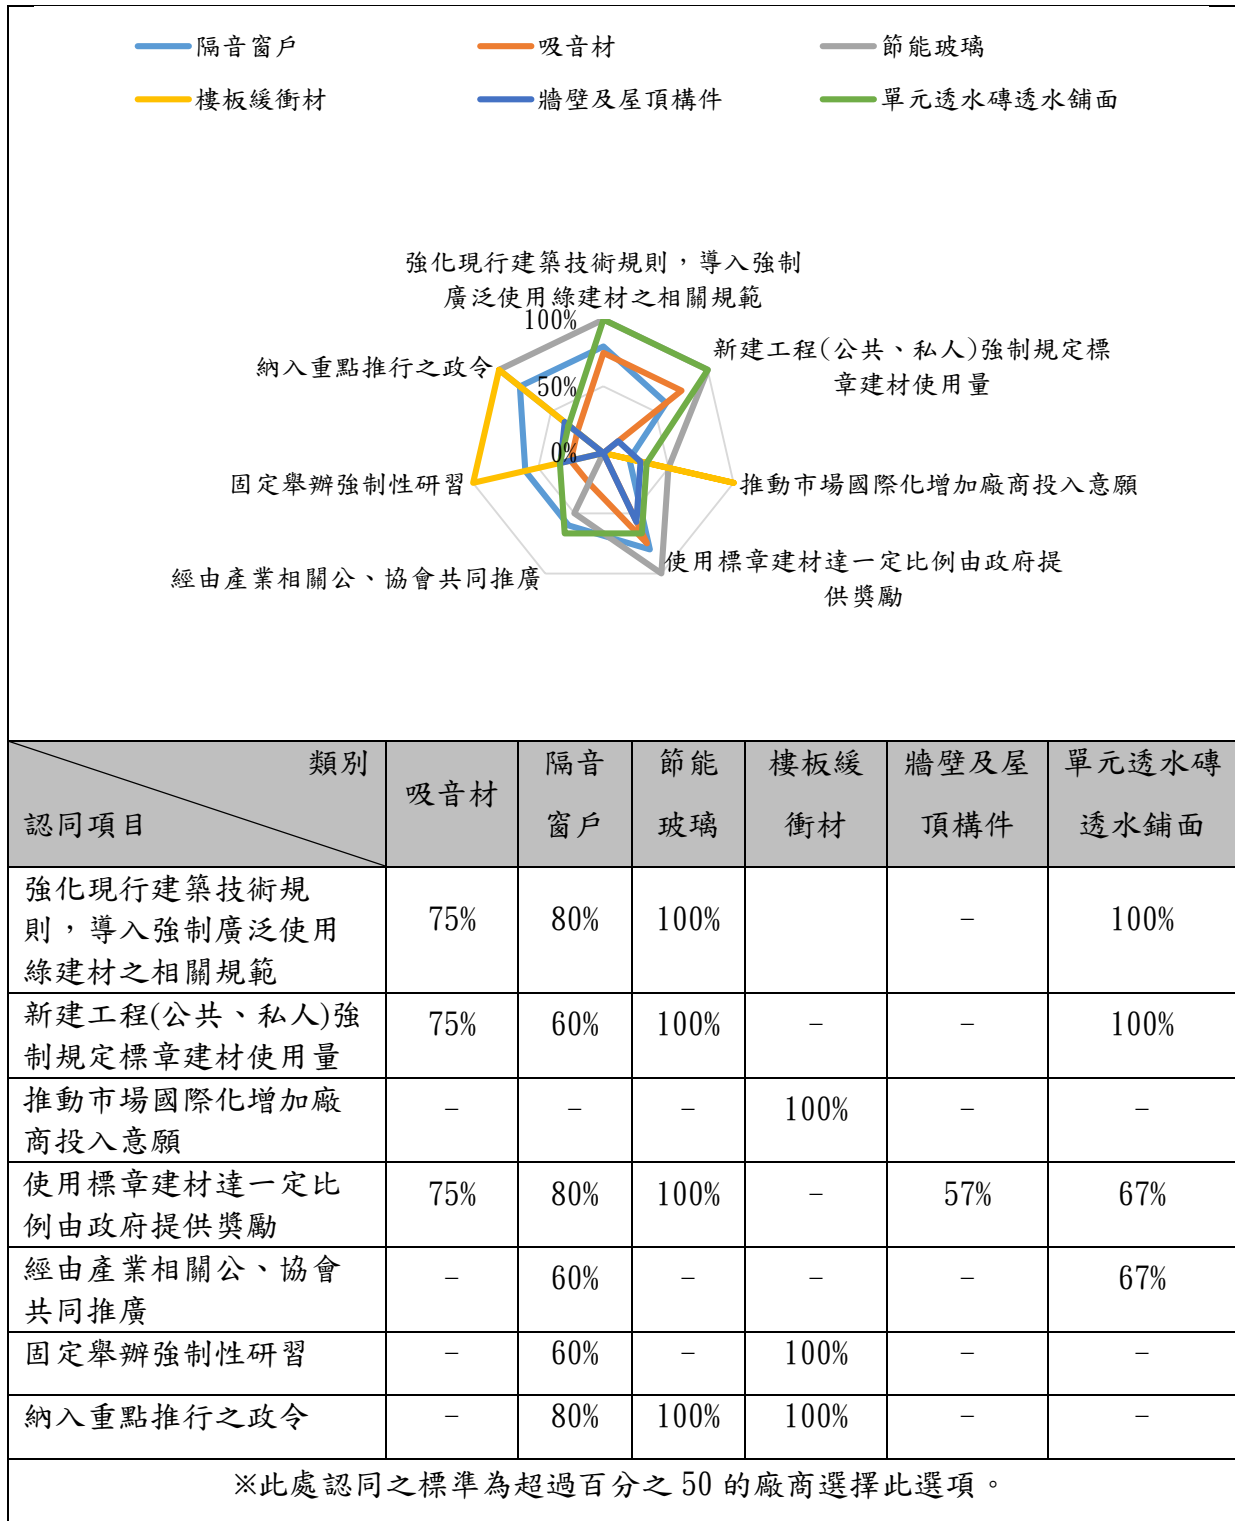 隔音窗戶 吸音材 節能玻璃
樓板緩衝材 牆壁及屋頂構件 單元透水磚透水舖面
強化現行建築技術規則，導入強制
廣泛使用綠建材之相關規範
100%
新建工程(公共、私人)強制規定標
章建材使用量
納入重點推行之政令
50%
0%
固定舉辦強制性研習
推動市場國際化增加廠商投入意願
使用標章建材達一定比例由政府提
供獎勵
經由產業相關公、協會共同推廣
類別
認同項目
吸音材
隔音
窗戶
節能
玻璃
樓板緩
衝材
牆壁及屋
頂構件
單元透水磚
透水鋪面
強化現行建築技術規
則，導入強制廣泛使用
綠建材之相關規範
75% 80% 100% – 100%
新建工程(公共、私人)強
制規定標章建材使用量
75% 60% 100% – – 100%
推動市場國際化增加廠
商投入意願
– – – 100% – –
使用標章建材達一定比
例由政府提供獎勵
75% 80% 100% – 57% 67%
經由產業相關公、協會
共同推廣
– 60% – – – 67%
固定舉辦強制性研習 – 60% – 100% – –
納入重點推行之政令 – 80% 100% 100% – –
※此處認同之標準為超過百分之 50 的廠商選擇此選項。